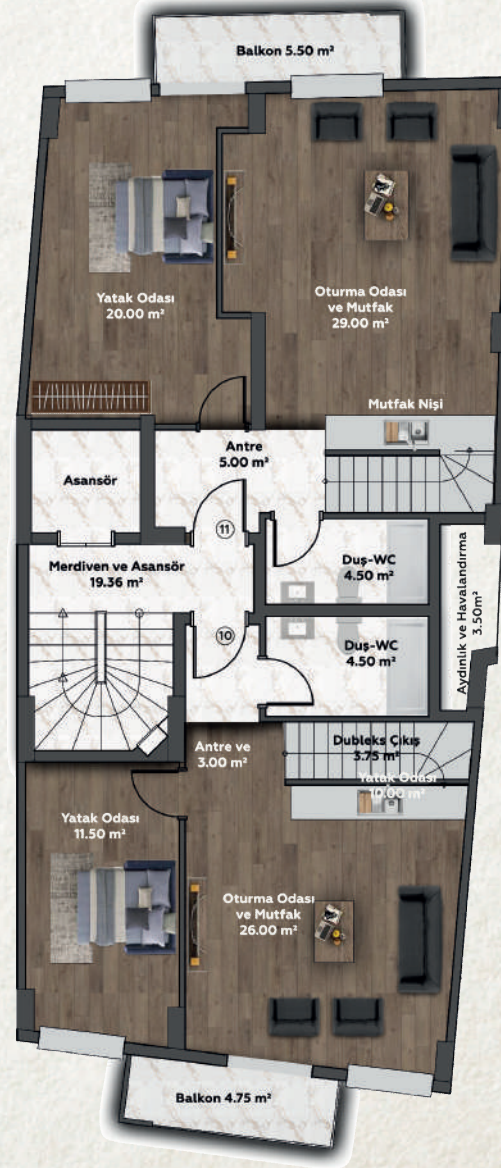 Balkon 5.50 m²
Yatak Odası
20.00 m²
Oturma Odası
ve Mutfak
29.00 m²
Mutfak Nişi
Antre
5.00 m²
Asansör
11
Merdiven ve Asansör
19.36 m²
Duş-WC
4.50 m²
Aydınlık ve Havalandırma
3.50m²
10
Duş-WC
4.50 m²
Antre ve
3.00 m²
Dubleks Çıkış
3.75 m²
Yatak Odası
10.00 m²
Yatak Odası
11.50 m²
Oturma Odası
ve Mutfak
26.00 m²
Balkon 4.75 m²